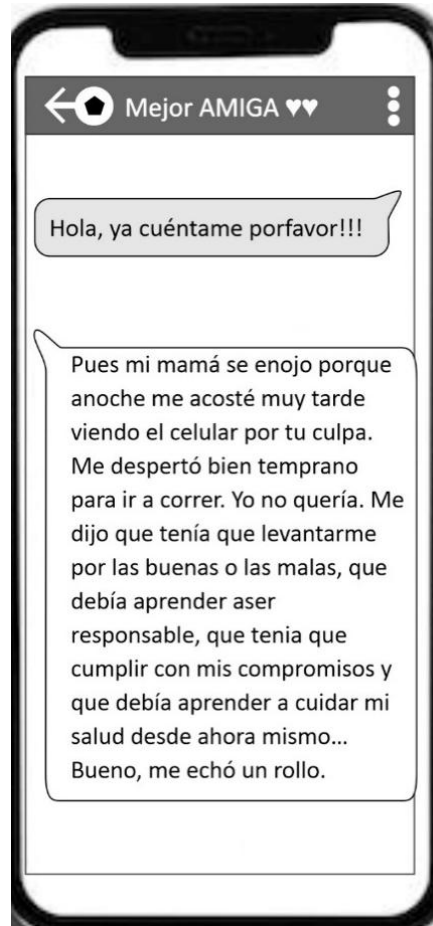 Mejor AMIGA ♥♥
Hola, ya cuéntame porfavor!!!
Pues mi mamá se enojo porque
anoche me acosté muy tarde
viendo el celular por tu culpa.
Me despertó bien temprano
para ir a correr. Yo no quería. Me
dijo que tenía que levantarme
por las buenas o las malas, que
debía aprender aser
responsable, que tenia que
cumplir con mis compromisos y
que debía aprender a cuidar mi
salud desde ahora mismo...
Bueno, me echó un rollo.